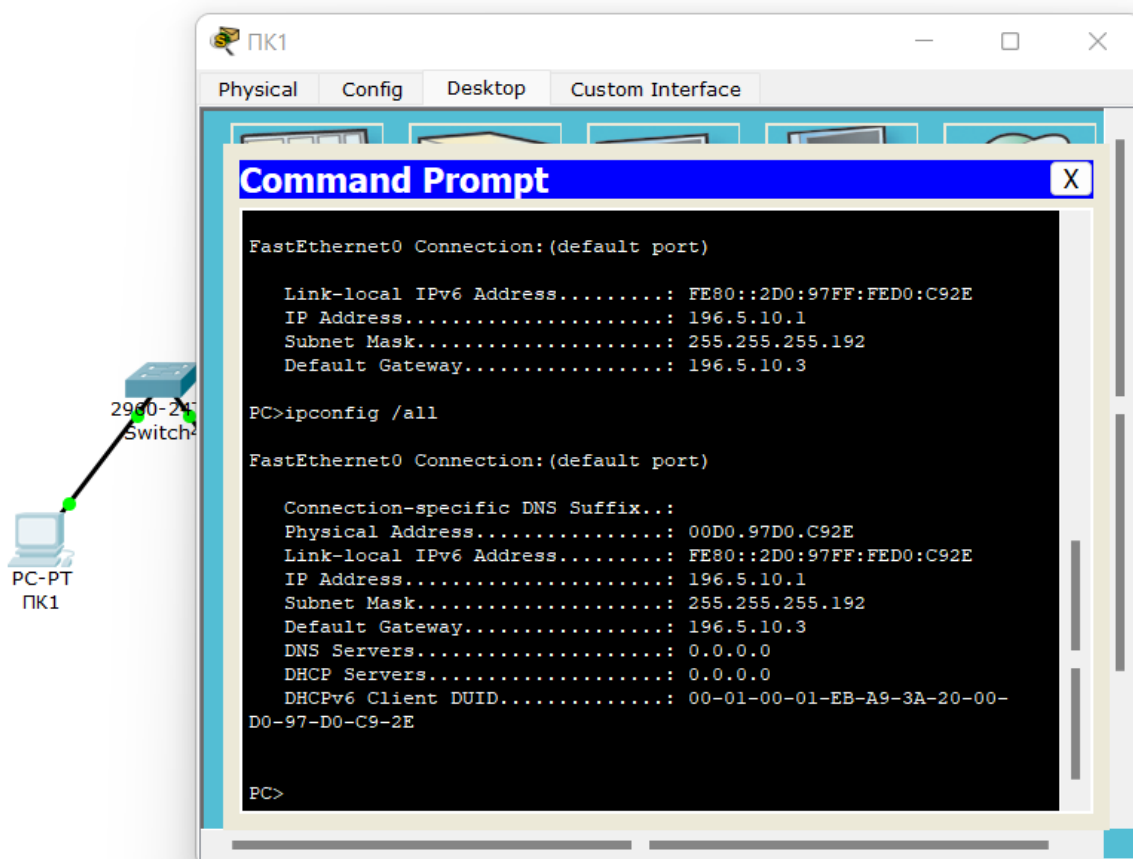 ПК1
Physical Config Desktop Custom Interface
Command Prompt X
FastEthernet0 Connection:(default port)
Link-local IPv6 Address.........: FE80::2D0:97FF:FED0:C92E
IP Address......................: 196.5.10.1
Subnet Mask.....................: 255.255.255.192
Default Gateway.................: 196.5.10.3
PC>ipconfig /all
FastEthernet0 Connection:(default port)
Connection-specific DNS Suffix..:
Physical Address................: 00D0.97D0.C92E
Link-local IPv6 Address.........: FE80::2D0:97FF:FED0:C92E
IP Address......................: 196.5.10.1
Subnet Mask.....................: 255.255.255.192
Default Gateway.................: 196.5.10.3
DNS Servers.....................: 0.0.0.0
DHCP Servers....................: 0.0.0.0
DHCPv6 Client DUID..............: 00-01-00-01-EB-A9-3A-20-00-
D0-97-D0-C9-2E
PC>
2960-24
Switch
PC-PT
ПК1